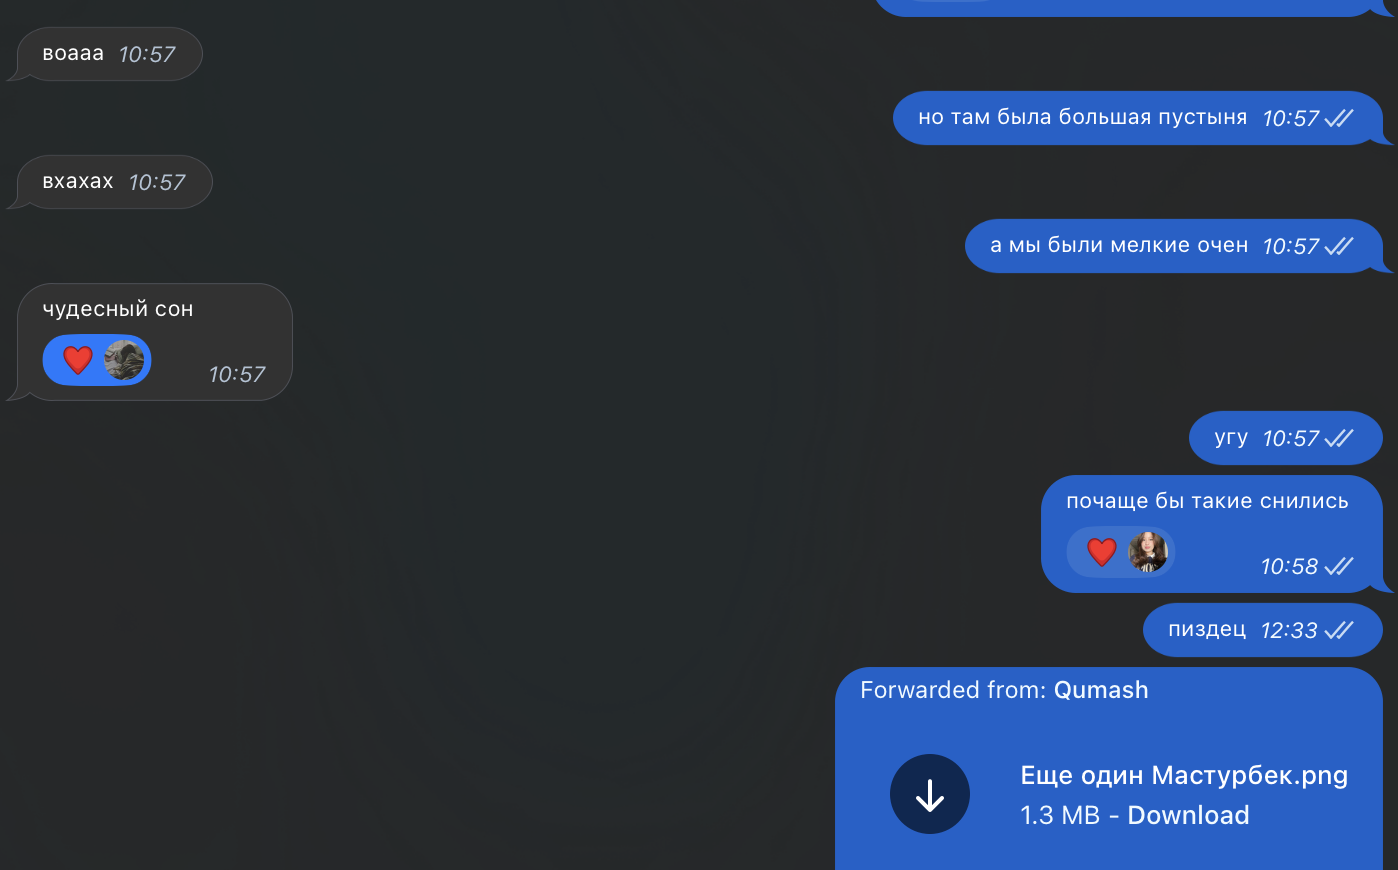 воааа 10:57
но там была большая пустыня 10:57
вхахах 10:57
а мы были мелкие очен 10:57
чудесный сон
10:57
угу 10:57
почаще бы такие снились
10:58
пиздец 12:33
Forwarded from: Qumash
Еще один Мастурбек.png
1.3 MB - Download